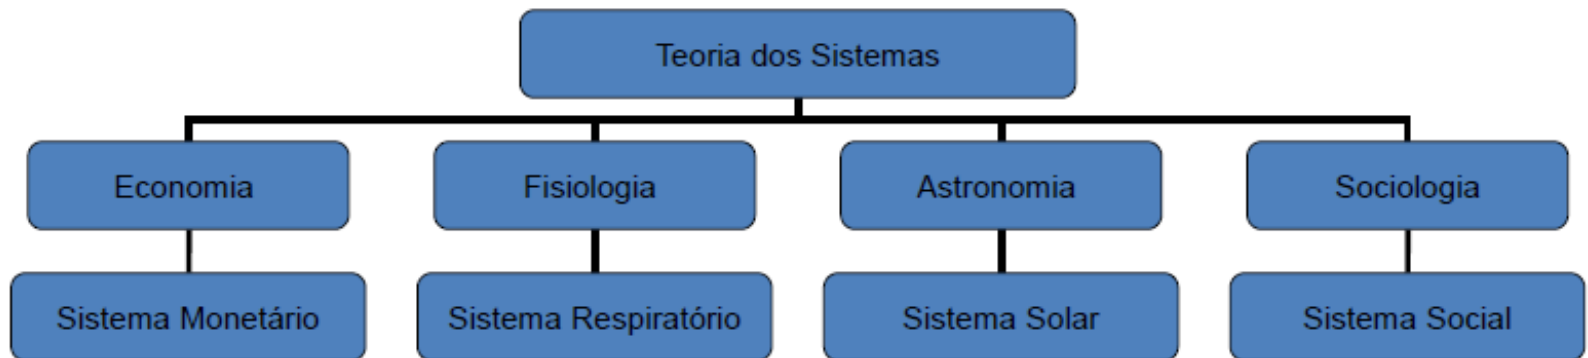 Teoria dos Sistemas
Economia
Fisiologia
Astronomia
Sociologia
Sistema Monetário
Sistema Respiratório
Sistema Solar
Sistema Social